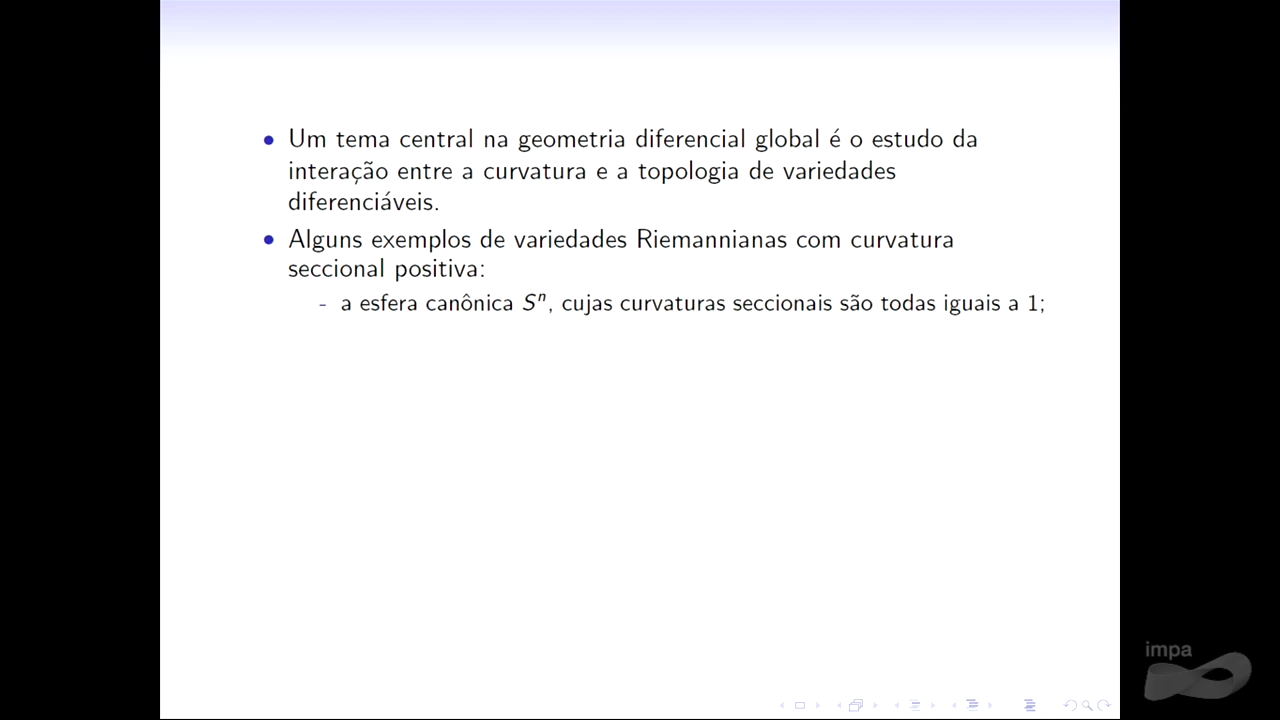 • Um tema central na geometria diferencial global é o estudo da
interação entre a curvatura e a topologia de variedades
diferenciáveis.
• Alguns exemplos de variedades Riemannianas com curvatura
seccional positiva:
- a esfera canônica Sⁿ, cujas curvaturas seccionais são todas iguais a 1;
impa